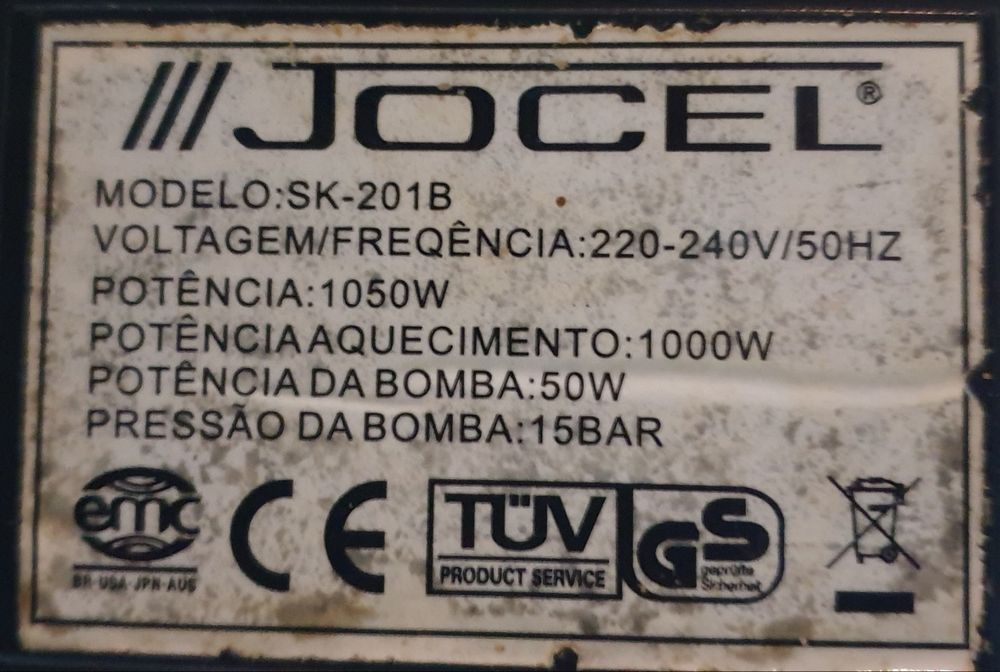 JOCEL®
MODELO:SK-201B
VOLTAGEM/FREQÊNCIA:220-240V/50HZ
POTÊNCIA:1050W
POTÊNCIA AQUECIMENTO:1000W
POTÊNCIA DA BOMBA:50W
PRESSÃO DA BOMBA:15BAR
emc
BR-USA-JPN-AUS
CE
TÜV
PRODUCT SERVICE
GS
geprüfte
Sicherheit